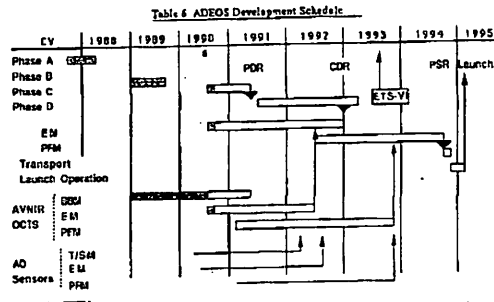 Table 6 ADEOS Development Schedule
CY 1988 1989 1990 1991 1992 1993 1994 1995
Phase A
Phase B
Phase C
Phase D
PDR CDR PSR Launch
ETS-VI
EM
PFM
Transport
Launch Operation
AVNIR OCTS
BBM
EM
PFM
AO Sensors
T/SM
EM
PFM